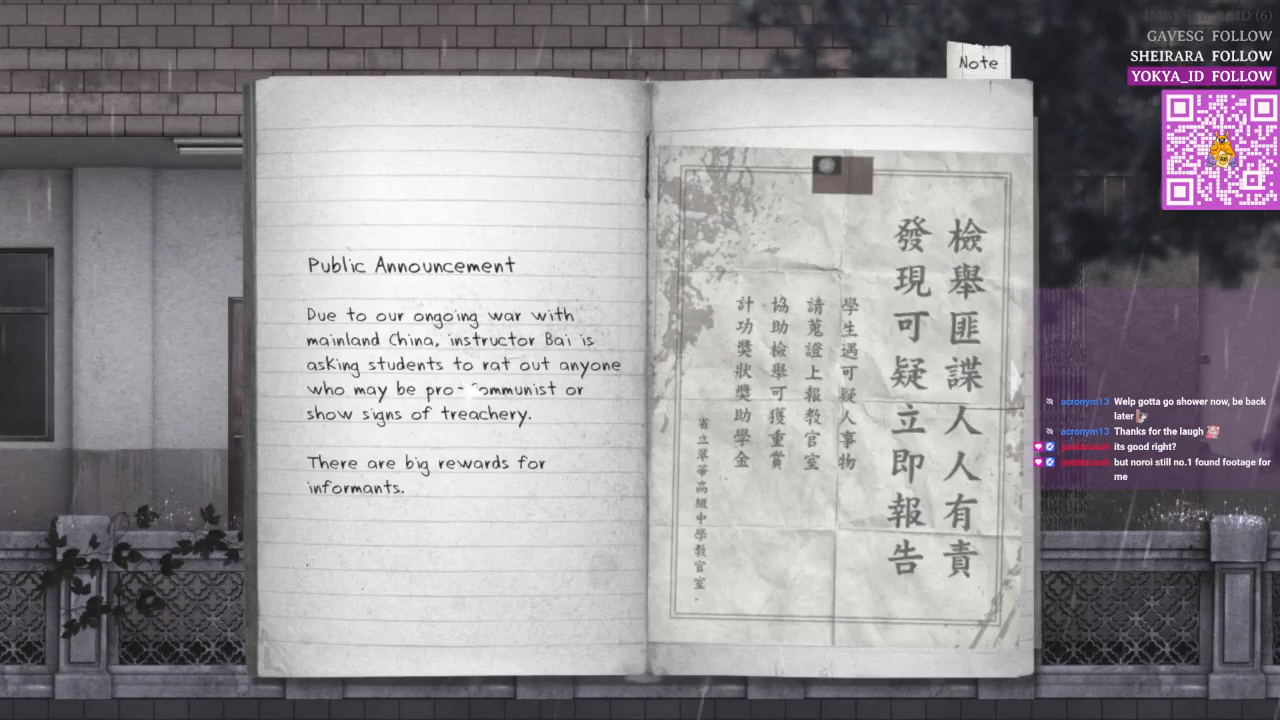 GAVESG FOLLOW
SHEIRARA FOLLOW
YOKYA_ID FOLLOW
Note
Public Announcement
Due to our ongoing war with
mainland China, instructor Bai is
asking students to rat out anyone
who may be pro-Communist or
show signs of treachery.
There are big rewards for
informants.
檢舉匪諜人人有責
發現可疑立即報告
學生遇可疑人事物
請蒐證上報教官室
協助檢舉可獲重賞
計功獎狀獎助學金
省立翠華高級中學教官室
acronym13 Welp gotta go shower now, be back
later
acronym13 Thanks for the laugh
its good right?
but noroi still no.1 found footage for
me